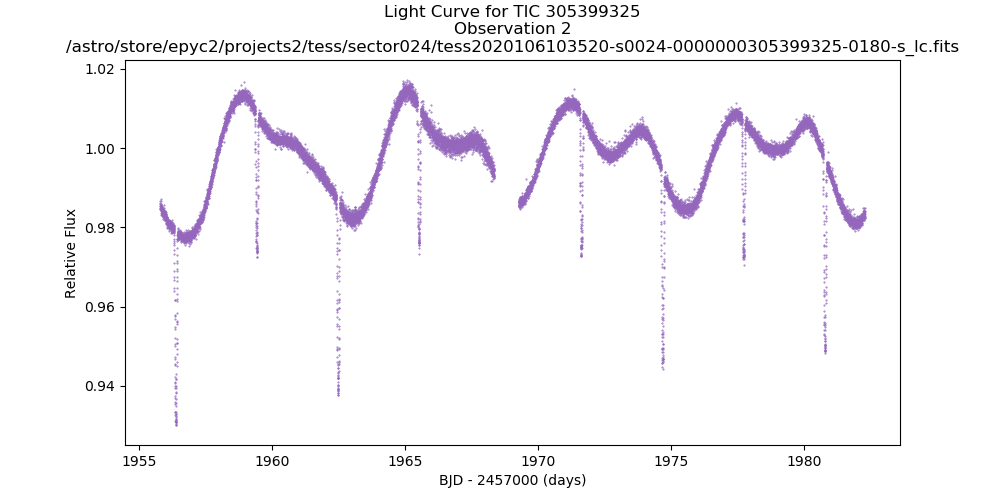 Light Curve for TIC 305399325
Observation 2
/astro/store/epyc2/projects2/tess/sector024/tess2020106103520-s0024-0000000305399325-0180-s_lc.fits
1.02
1.00
0.98
0.96
0.94
Relative Flux
1955 1960 1965 1970 1975 1980
BJD - 2457000 (days)